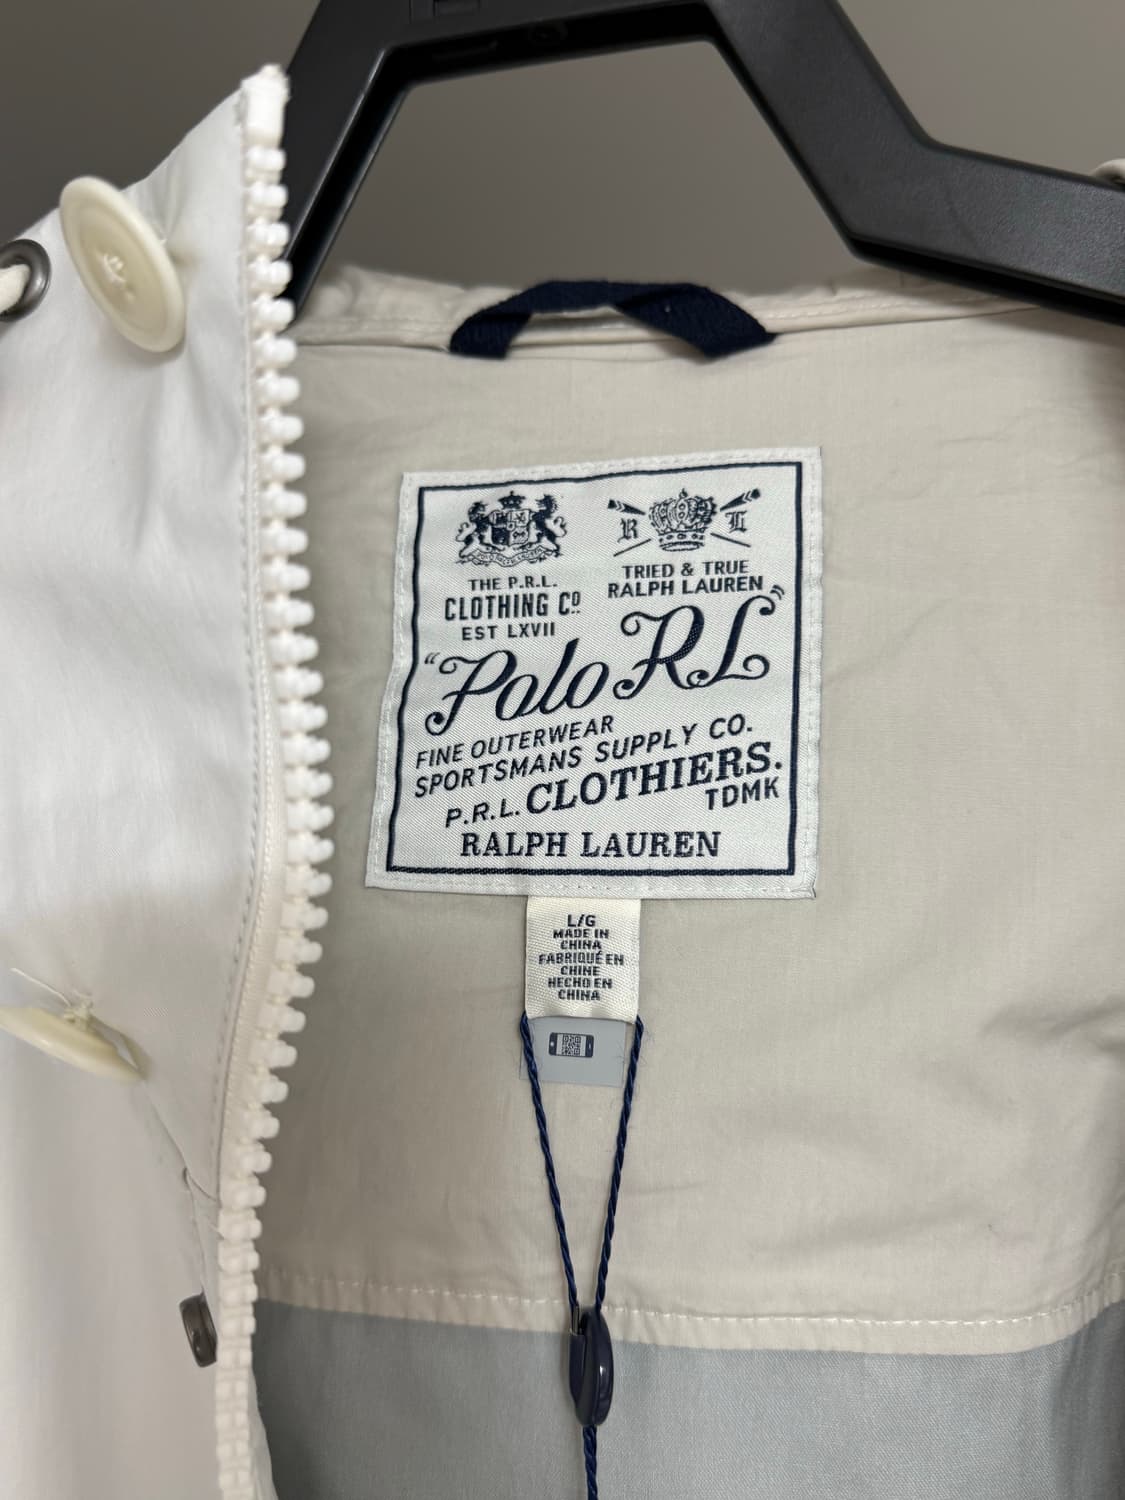 R L
THE P.R.L.
CLOTHING Cº
EST LXVII
TRIED & TRUE
RALPH LAUREN
"Polo RL"
FINE OUTERWEAR
SPORTSMANS SUPPLY CO.
P.R.L. CLOTHIERS.
TDMK
RALPH LAUREN
L/G
MADE IN
CHINA
FABRIQUÉ EN
CHINE
HECHO EN
CHINA